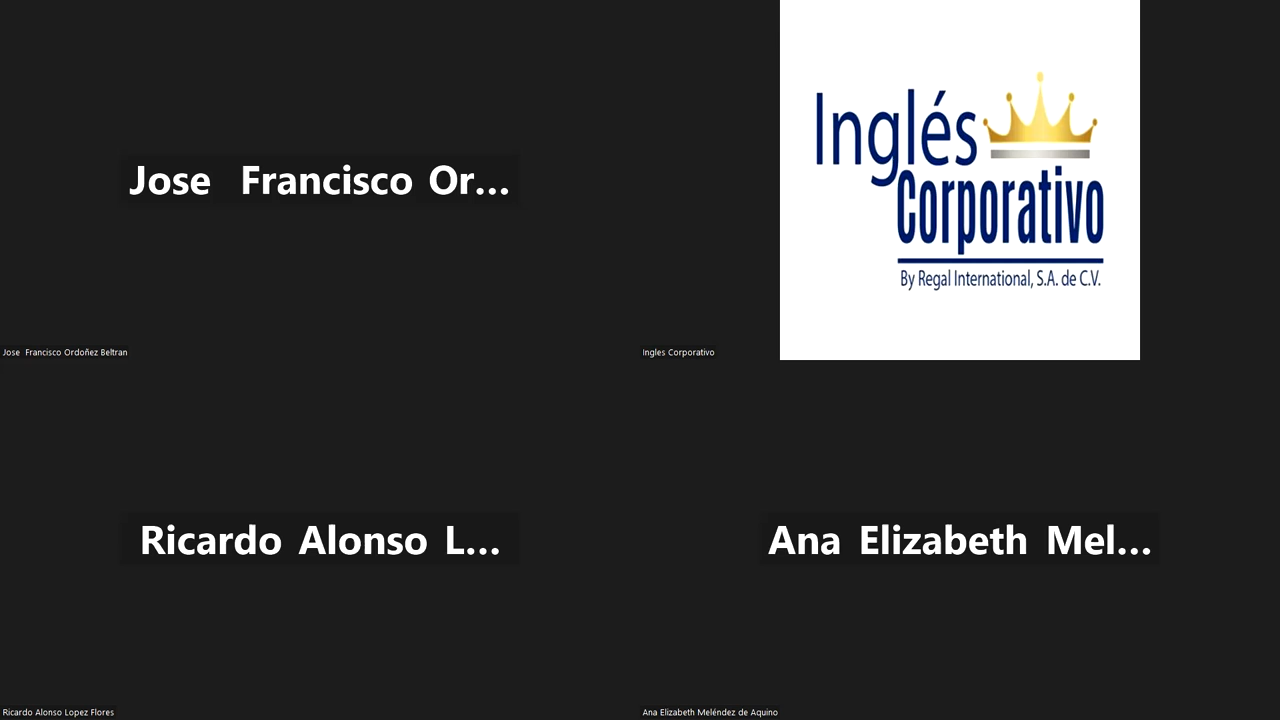 Jose Francisco Or...
Jose Francisco Ordoñez Beltran
Inglés
Corporativo
By Regal International, S.A. de C.V.
Ingles Corporativo
Ricardo Alonso L...
Ricardo Alonso Lopez Flores
Ana Elizabeth Mel...
Ana Elizabeth Meléndez de Aquino